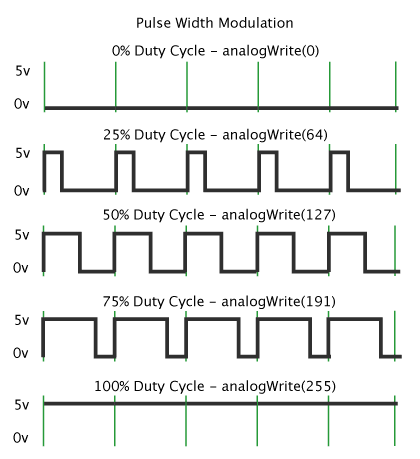 Pulse Width Modulation
0% Duty Cycle – analogWrite(0)
5v
0v
25% Duty Cycle – analogWrite(64)
5v
0v
50% Duty Cycle – analogWrite(127)
5v
0v
75% Duty Cycle – analogWrite(191)
5v
0v
100% Duty Cycle – analogWrite(255)
5v
0v